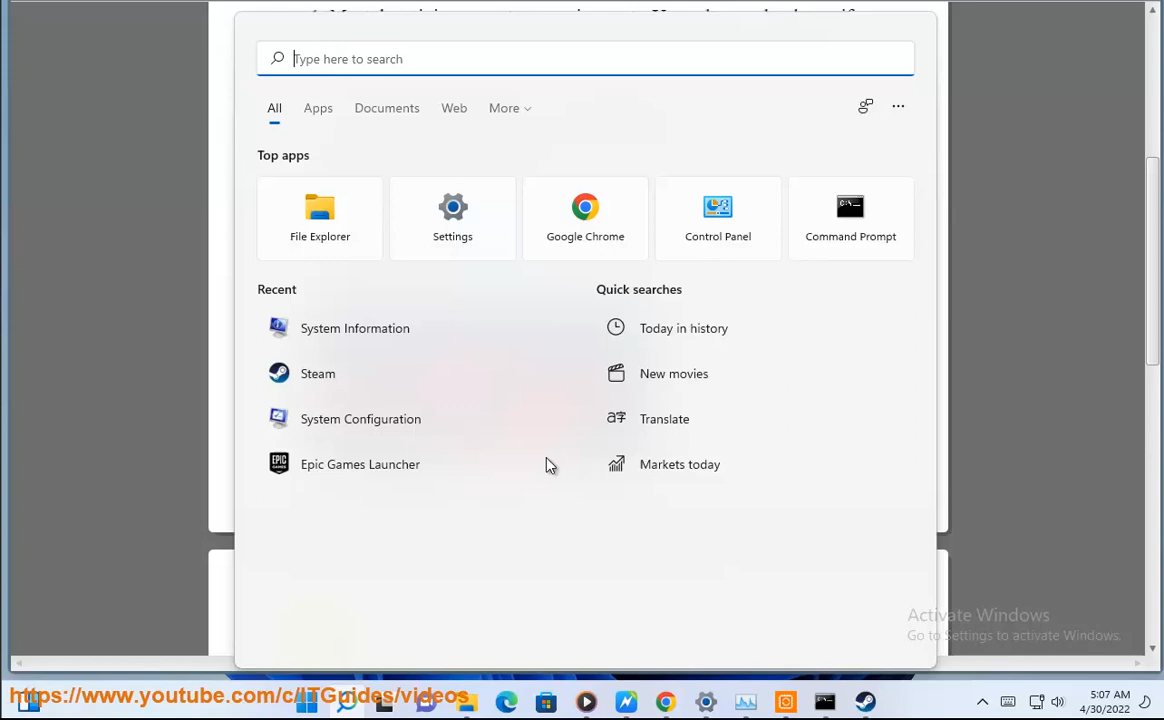 Type here to search
All Apps Documents Web More
Top apps
File Explorer Settings Google Chrome Control Panel Command Prompt
Recent Quick searches
System Information Today in history
Steam New movies
System Configuration Translate
Epic Games Launcher Markets today
Activate Windows
Go to Settings to activate Windows.
https://www.youtube.com/c/ITGuides/videos
5:07 AM
4/30/2022